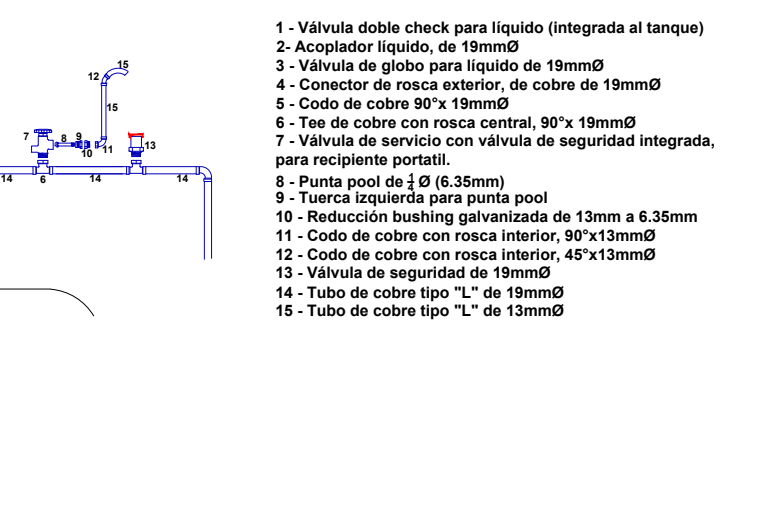 15
12
15
7
8
9
10
11
13
14
6
14
14
1 - Válvula doble check para líquido (integrada al tanque)
2- Acoplador líquido, de 19mmØ
3 - Válvula de globo para líquido de 19mmØ
4 - Conector de rosca exterior, de cobre de 19mmØ
5 - Codo de cobre 90°x 19mmØ
6 - Tee de cobre con rosca central, 90°x 19mmØ
7 - Válvula de servicio con válvula de seguridad integrada,
para recipiente portatil.
8 - Punta pool de 1/4 Ø (6.35mm)
9 - Tuerca izquierda para punta pool
10 - Reducción bushing galvanizada de 13mm a 6.35mm
11 - Codo de cobre con rosca interior, 90°x13mmØ
12 - Codo de cobre con rosca interior, 45°x13mmØ
13 - Válvula de seguridad de 19mmØ
14 - Tubo de cobre tipo "L" de 19mmØ
15 - Tubo de cobre tipo "L" de 13mmØ